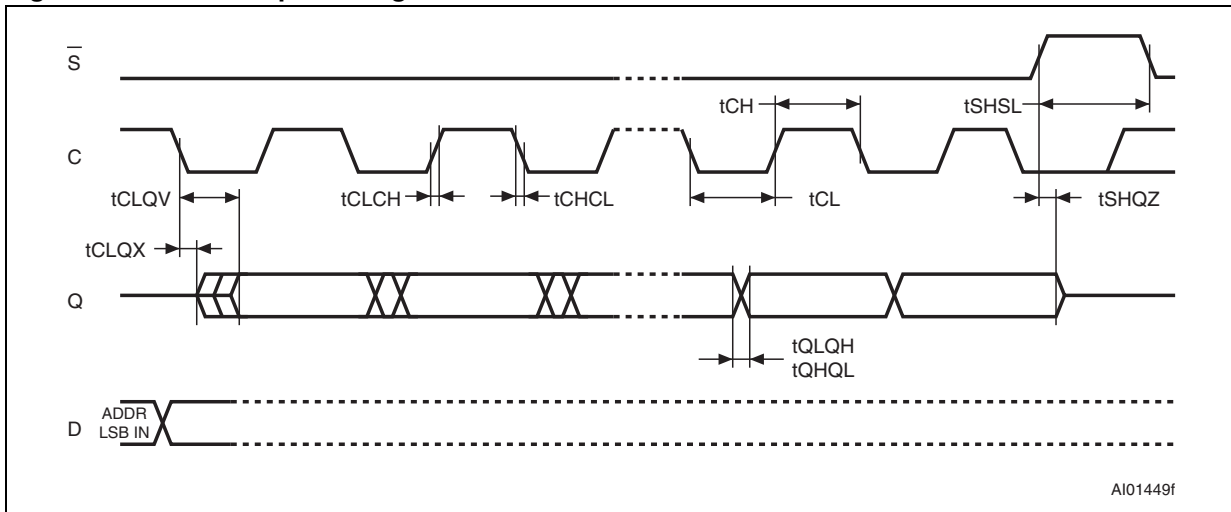 S
tCH
tSHSL
C
tCLQV
tCLCH
tCHCL
tCL
tSHQZ
tCLQX
Q
tQLQH
tQHQL
ADDR
D
LSB IN
AI01449f